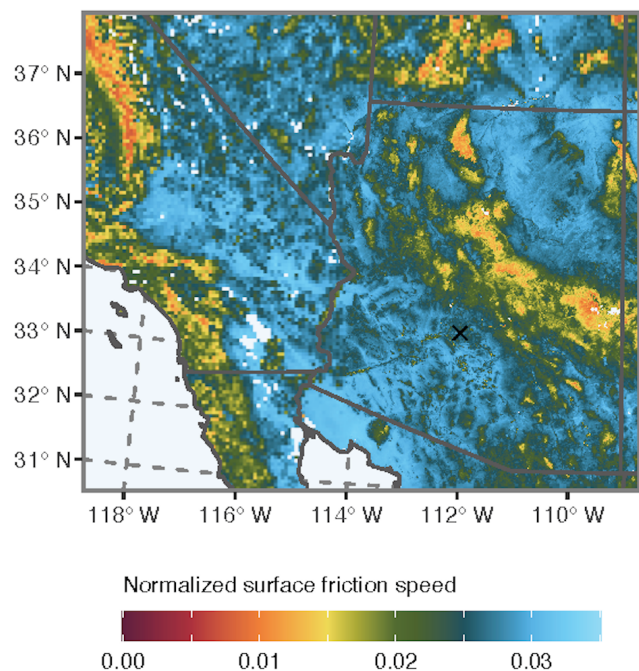 37° N
36° N
35° N
34° N
33° N
32° N
31° N
118° W 116° W 114° W 112° W 110° W
Normalized surface friction speed
0.00 0.01 0.02 0.03